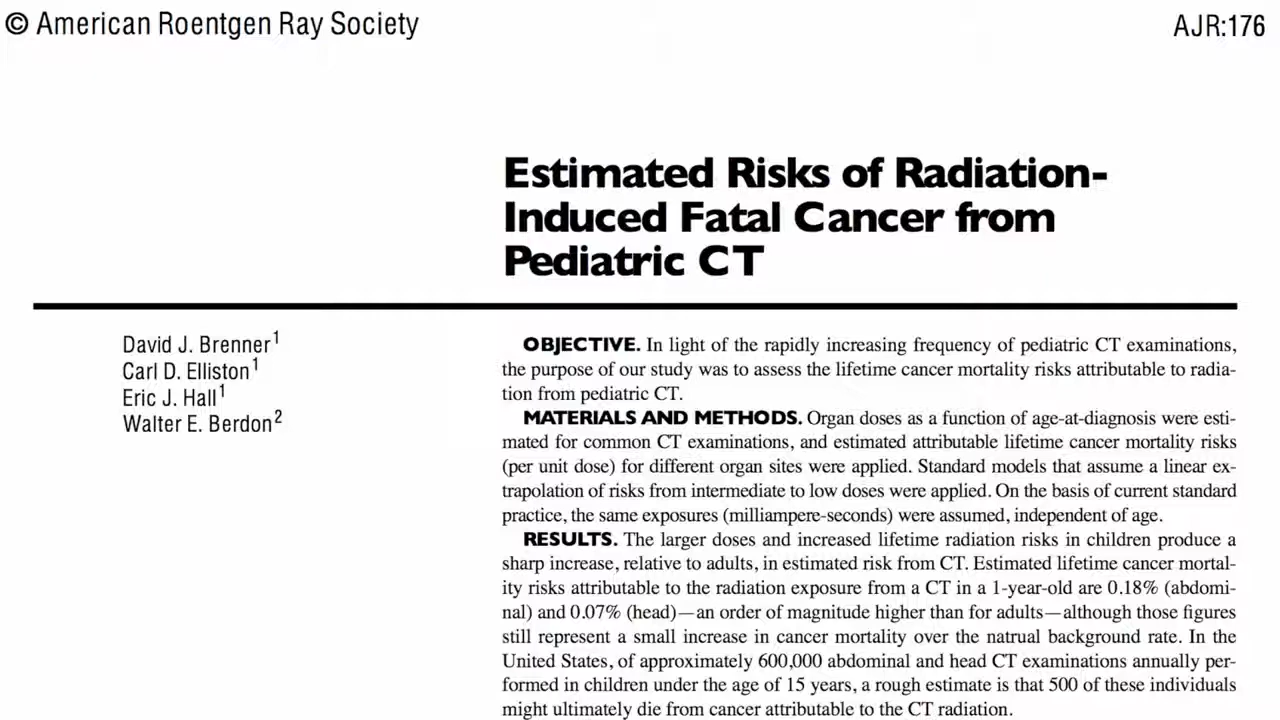 © American Roentgen Ray Society
AJR:176
Estimated Risks of Radiation-
Induced Fatal Cancer from
Pediatric CT
David J. Brenner1
Carl D. Elliston1
Eric J. Hall1
Walter E. Berdon2
OBJECTIVE. In light of the rapidly increasing frequency of pediatric CT examinations,
the purpose of our study was to assess the lifetime cancer mortality risks attributable to radia-
tion from pediatric CT.
MATERIALS AND METHODS. Organ doses as a function of age-at-diagnosis were esti-
mated for common CT examinations, and estimated attributable lifetime cancer mortality risks
(per unit dose) for different organ sites were applied. Standard models that assume a linear ex-
trapolation of risks from intermediate to low doses were applied. On the basis of current standard
practice, the same exposures (milliampere-seconds) were assumed, independent of age.
RESULTS. The larger doses and increased lifetime radiation risks in children produce a
sharp increase, relative to adults, in estimated risk from CT. Estimated lifetime cancer mortal-
ity risks attributable to the radiation exposure from a CT in a 1-year-old are 0.18% (abdomi-
nal) and 0.07% (head)—an order of magnitude higher than for adults—although those figures
still represent a small increase in cancer mortality over the natrual background rate. In the
United States, of approximately 600,000 abdominal and head CT examinations annually per-
formed in children under the age of 15 years, a rough estimate is that 500 of these individuals
might ultimately die from cancer attributable to the CT radiation.